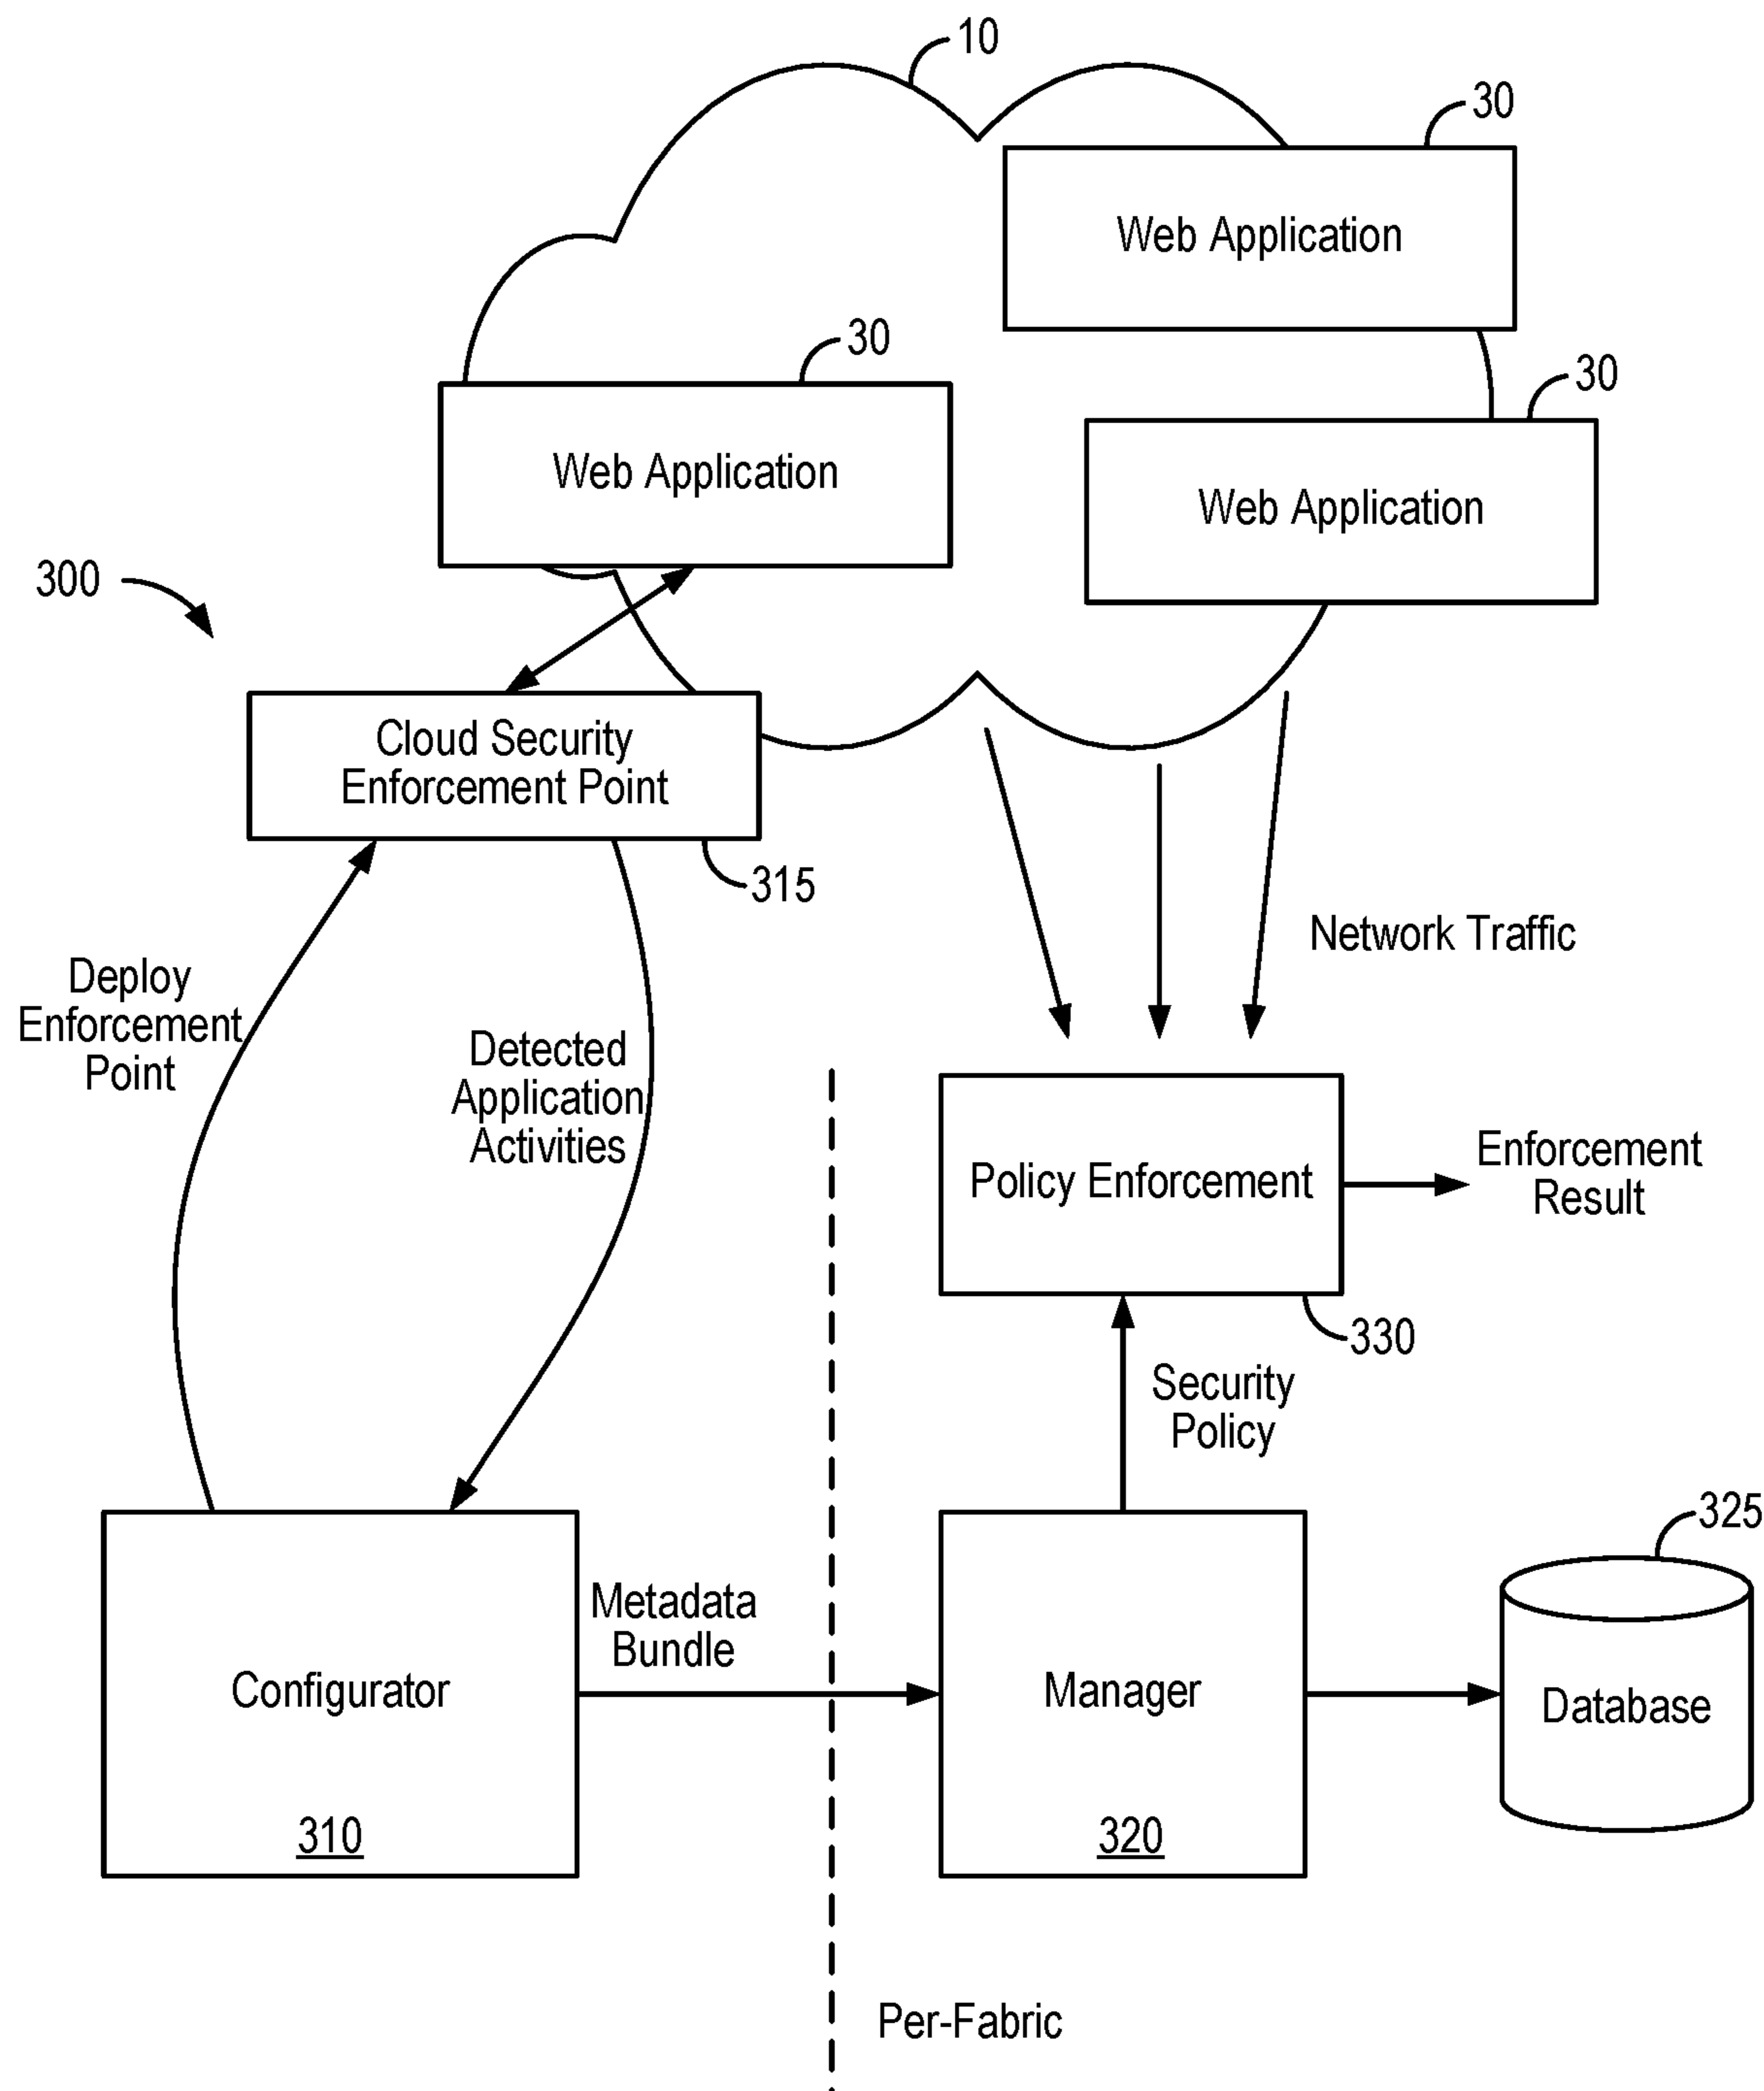 10
30
Web Application
30
30
Web Application
Web Application
300
Cloud Security
Enforcement Point
315
Network Traffic
Deploy
Enforcement
Point
Detected
Application
Activities
Policy Enforcement
Enforcement
Result
330
Security
Policy
325
Metadata
Bundle
Configurator
Manager
Database
310
320
Per-Fabric